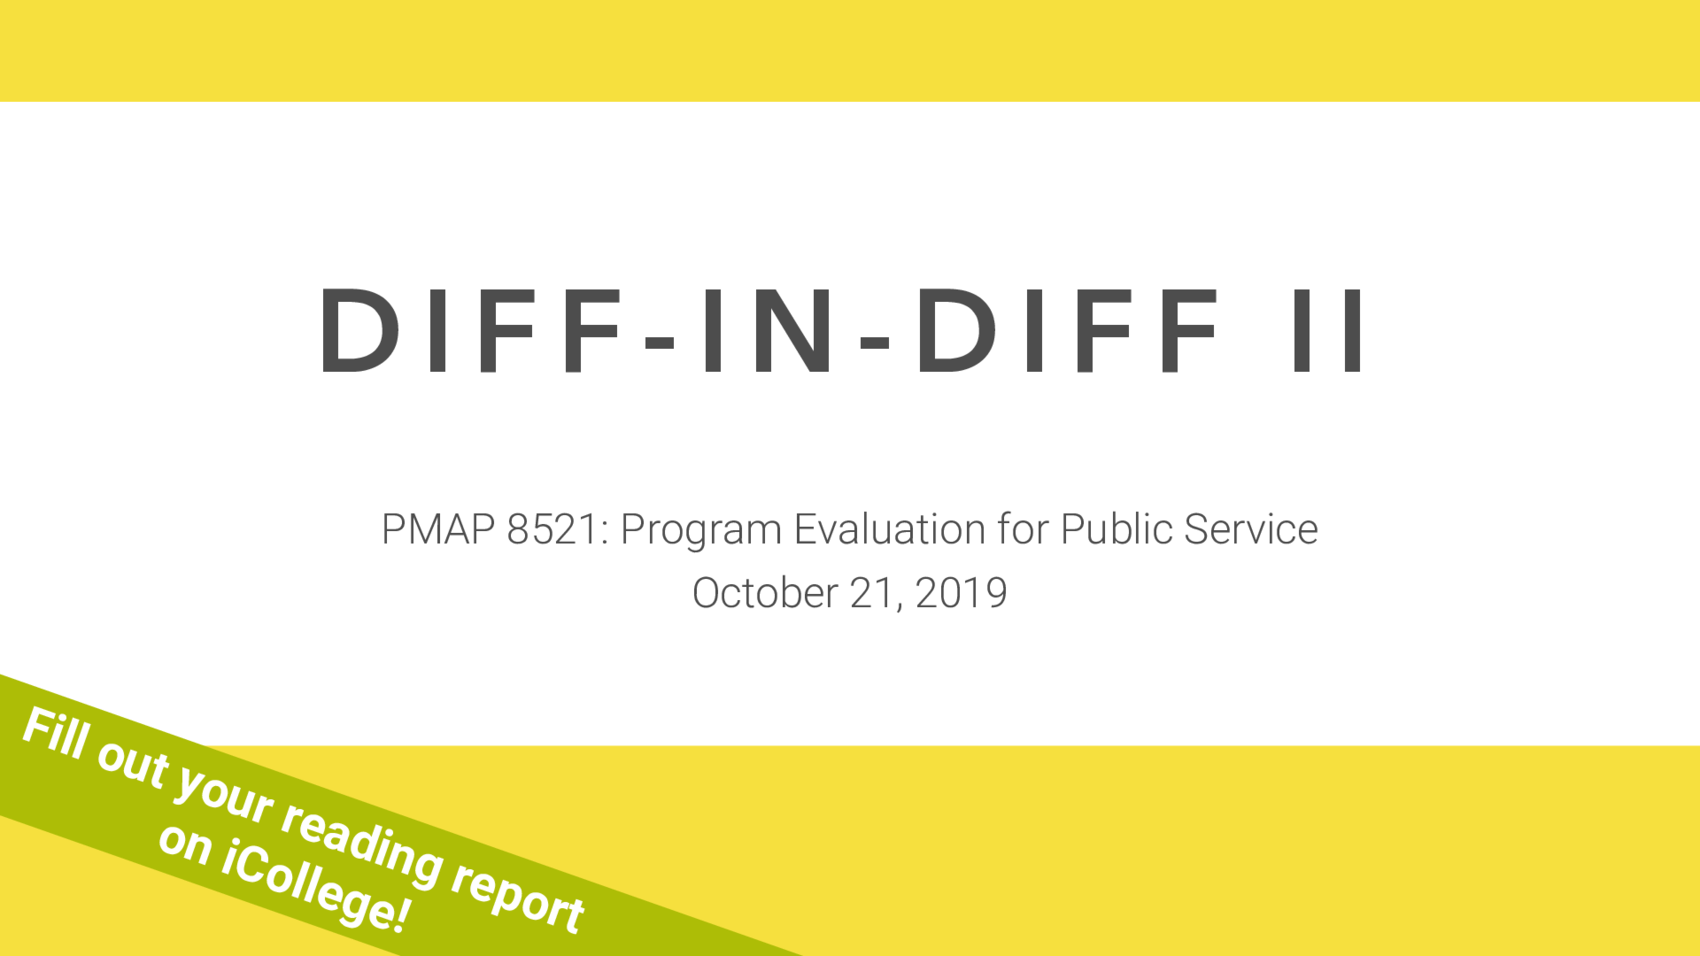 DIFF-IN-DIFF II
PMAP 8521: Program Evaluation for Public Service
October 21, 2019
Fill out your reading report
on iCollege!